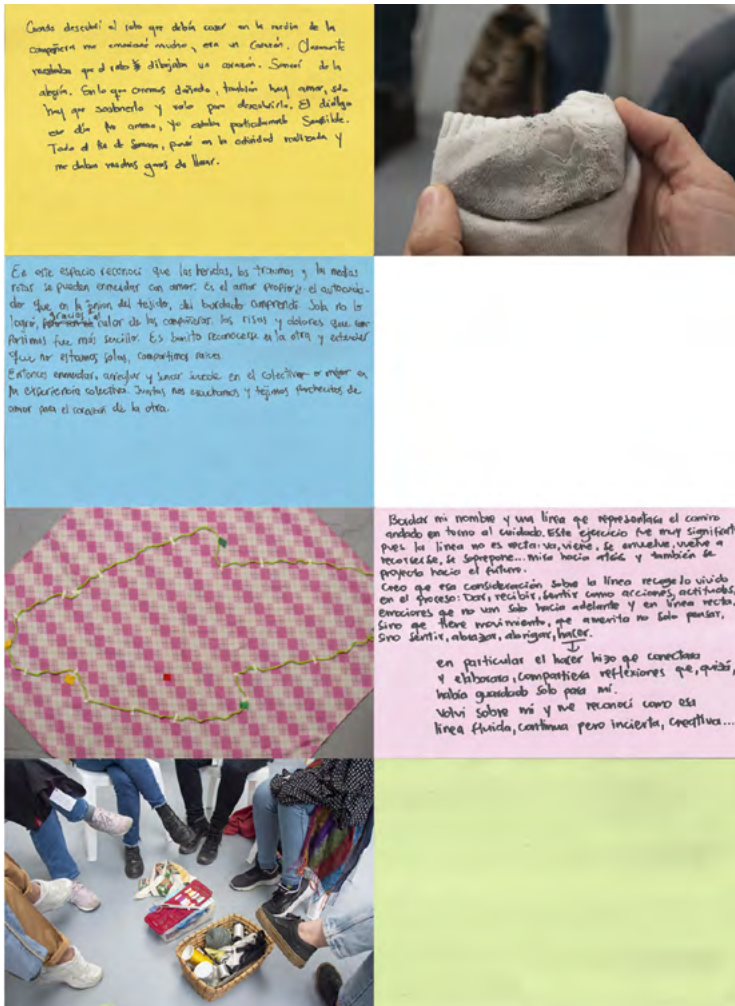 Cuando descubrí el roto que debía coser en la media de la
compañera me emocioné mucho, era un corazón. Claramente
resaltaba que el roto dibujaba un corazón. Sonreí de la
alegría. En lo que creemos dañado, también hay amor, solo
hay que sostenerlo y roto para descubrirlo. El diálogo
ese día fue ameno, yo estaba particularmente sensible.
Todo el fin de semana, pensé en la actividad realizada y
me daban muchas ganas de llorar.
En este espacio reconocí que las heridas, los traumas y las medias
rotas se pueden enmendar con amor. Es el amor propio y el autocuida-
dor que en la unión del tejido, del bordado comprendí. Sola no lo
logré, gracias al calor de las compañeras, las risas y dolores que com-
partimos fue más sencillo. Es bonito reconocerse en la otra y entender
que no estamos solas, compartimos raíces.
Entonces enmendar, arreglar y sanar sucede en el colectivo o mejor en
la experiencia colectiva. Juntas nos escuchamos y tejimos parchecitos de
amor para el corazón de la otra.
Bordar mi nombre y una línea que representara el camino
andado en torno al cuidado. Este ejercicio fue muy significati
pues la línea no es recta: va, viene, se envuelve, vuelve a
recorserse, se soprepone... mira hacia atrás y también se
proyecta hacia el futuro.
Creo que esa consideración sobre la línea recoge lo vivido
en el proceso: Dar, recibir, sentir como acciones, actitudes,
emociones que no van solo hacia adelante y en línea recta,
sino que tiene movimiento, que amerita no solo pensar,
sino sentir, abrazar, abrigar, hacer.
en particular el hacer hizo que conectara
y elaborara, compartiera reflexiones que, quizá,
había guardado solo para mí.
Volví sobre mí y me reconocí como esa
línea fluida, continua pero incierta, creativa...